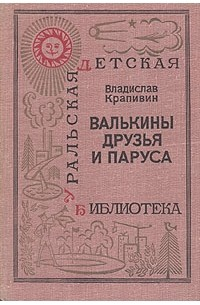 УРАЛЬСКАЯ
ДЕТСКАЯ
Владислав
Крапивин
ВАЛЬКИНЫ
ДРУЗЬЯ
И ПАРУСА
БИБЛИОТЕКА